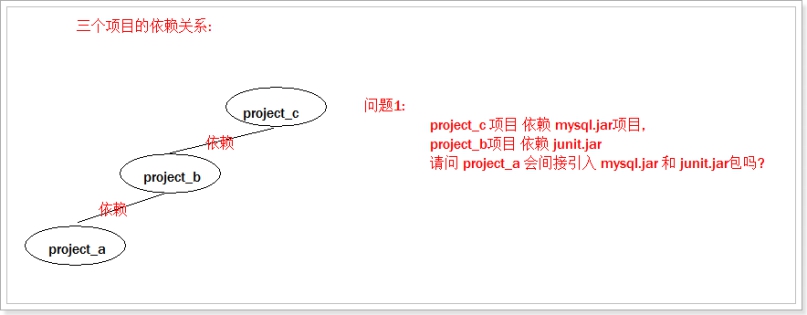 三个项目的依赖关系:
project_c
依赖
project_b
依赖
project_a
问题1:
project_c 项目 依赖 mysql.jar项目,
project_b项目 依赖 junit.jar
请问 project_a 会间接引入 mysql.jar 和 junit.jar包吗?